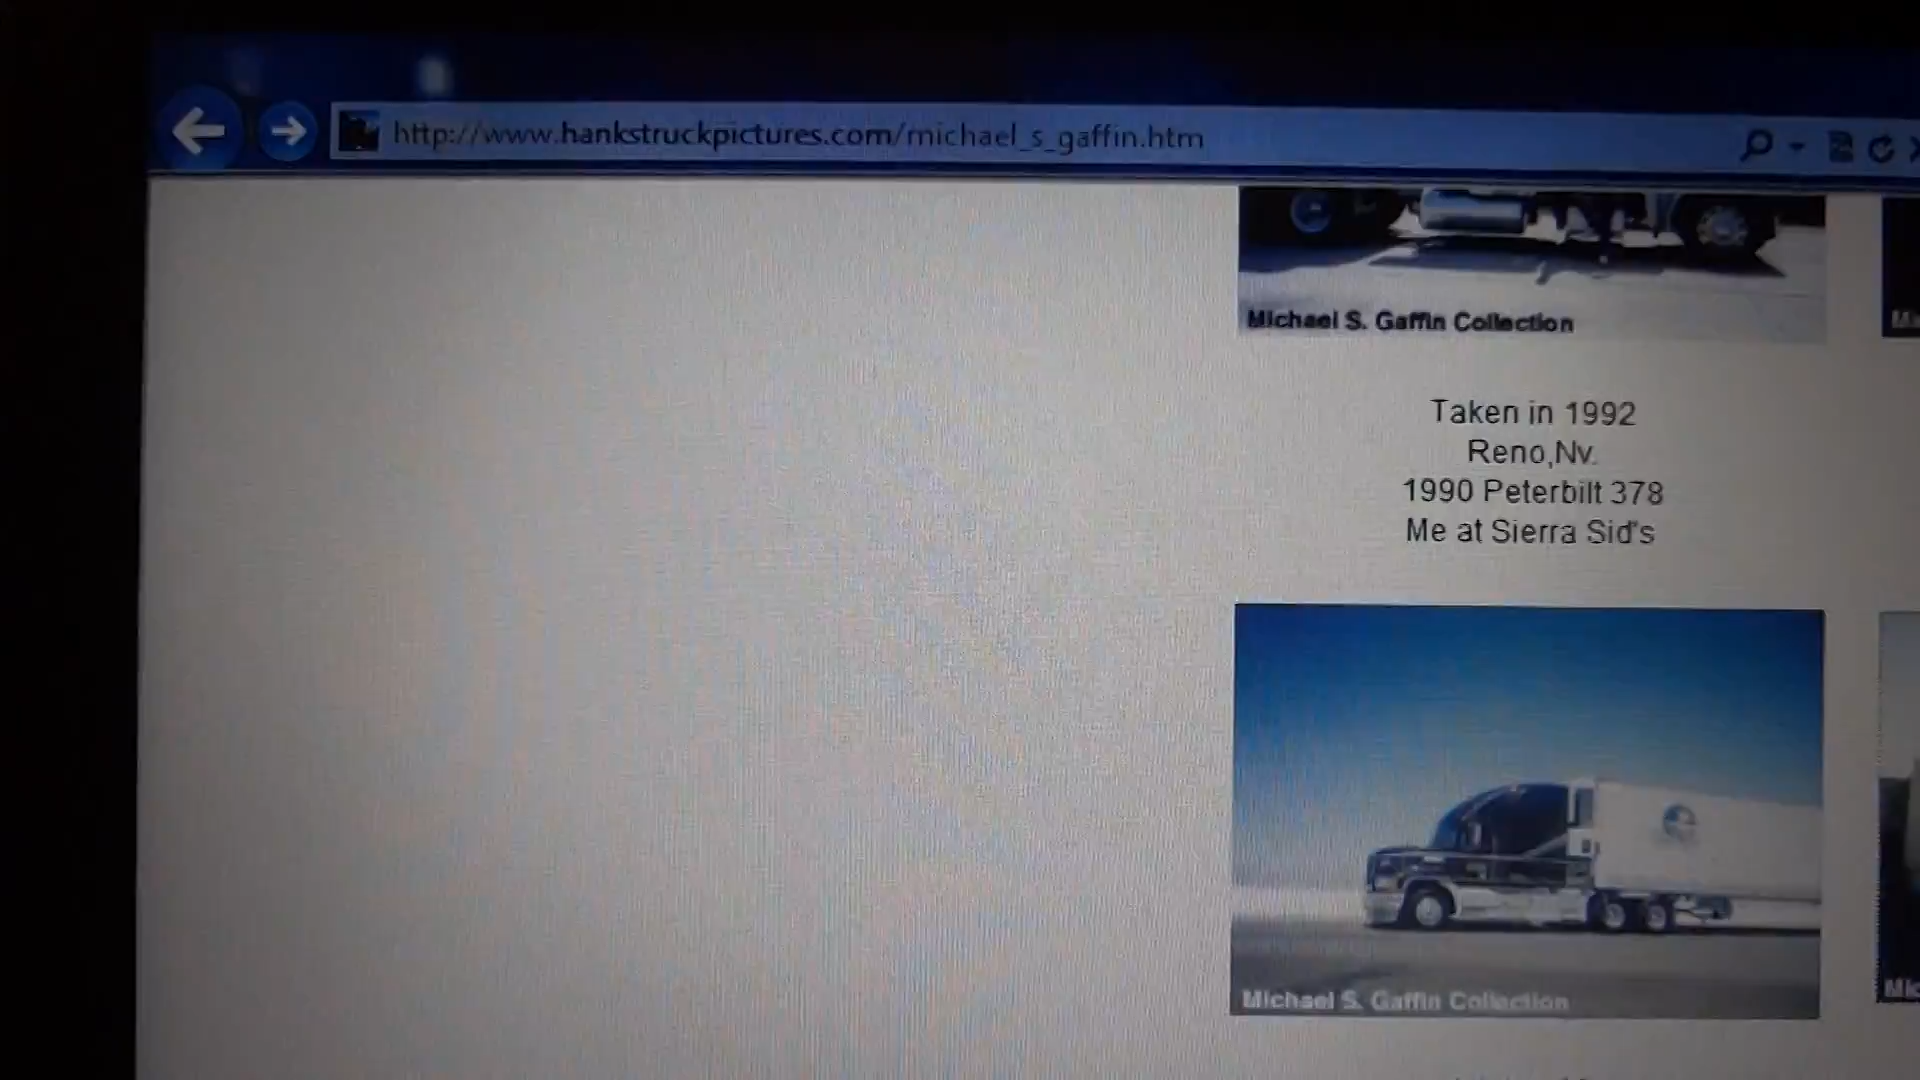 http://www.hankstruckpictures.com/michael_s_gaffin.htm
Michael S. Gaffin Collection
Taken in 1992
Reno,Nv.
1990 Peterbilt 378
Me at Sierra Sid's
Michael S. Gaffin Collection